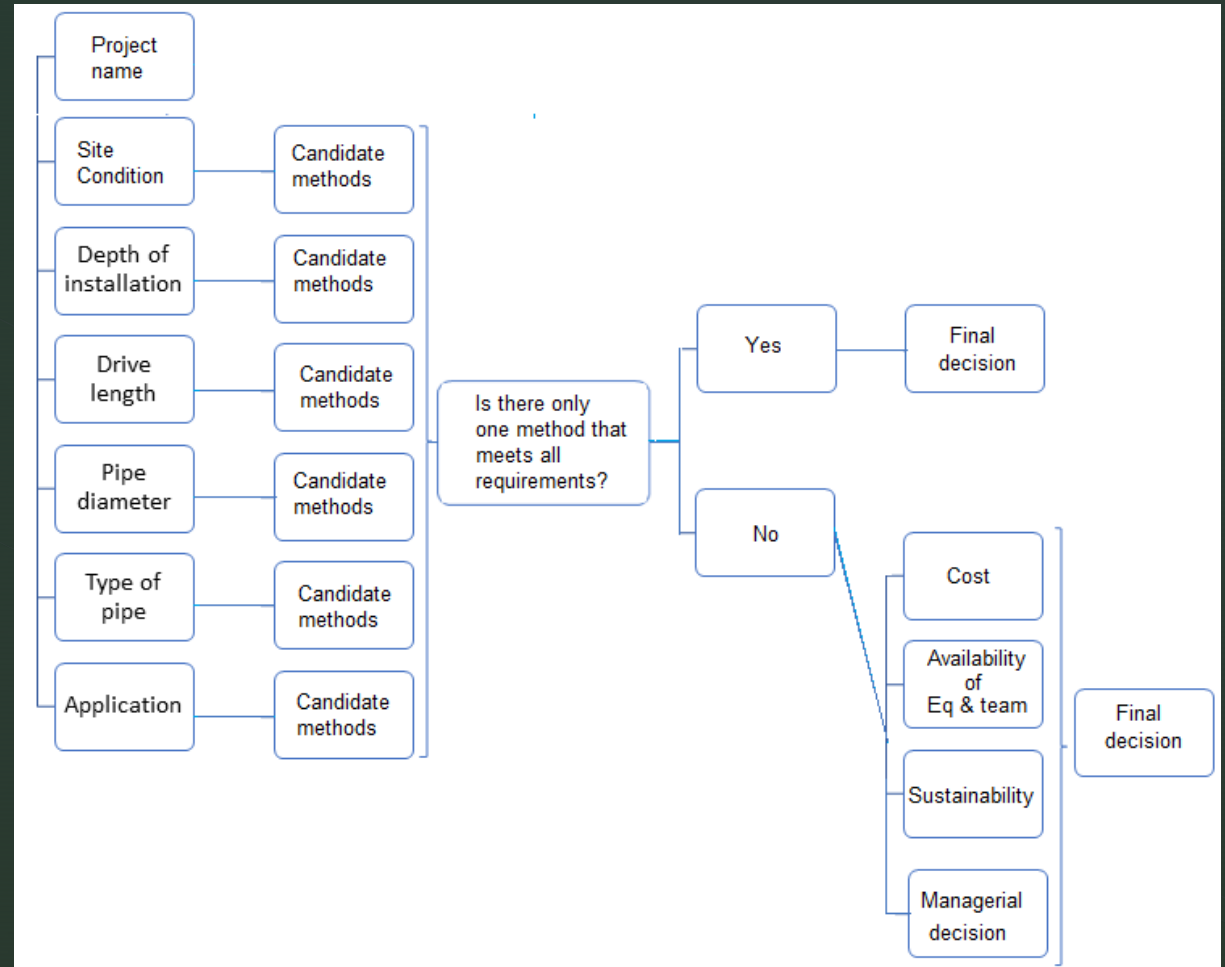 Project
name
Site
Condition
Candidate
methods
Depth of
installation
Candidate
methods
Drive
length
Candidate
methods
Pipe
diameter
Candidate
methods
Type of
pipe
Candidate
methods
Application
Candidate
methods
Is there only
one method that
meets all
requirements?
Yes
Final
decision
No
Cost
Availability
of
Eq & team
Sustainability
Managerial
decision
Final
decision